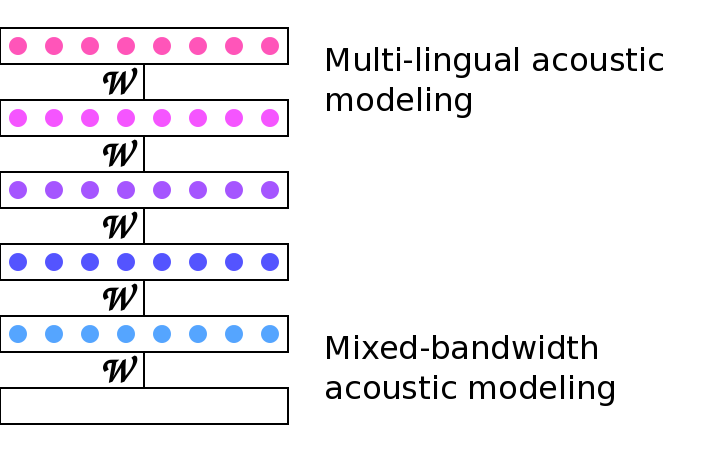 Multi-lingual acoustic
modeling
W
W
W
W
Mixed-bandwidth
acoustic modeling
W